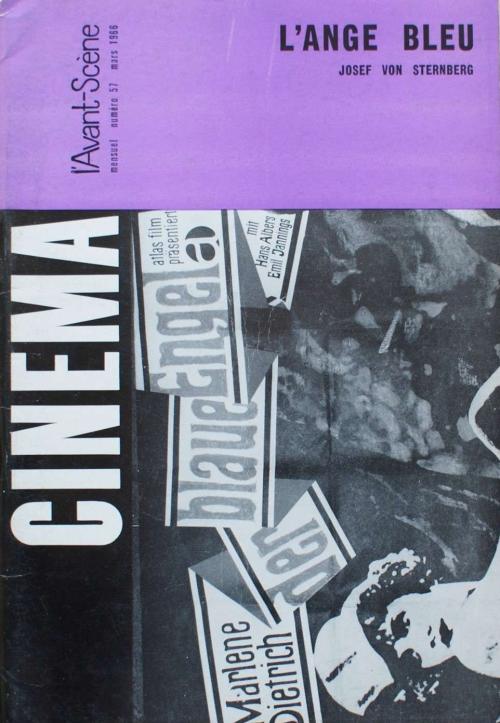 L'ANGE BLEU
JOSEF VON STERNBERG
l'Avant-Scène
mensuel numéro 57 mars 1966
CINEMA
atlas film
präsentiert
a
mit
Hans Albers
Emil Jannings
der
blaue
Engel
Marlene
Dietrich